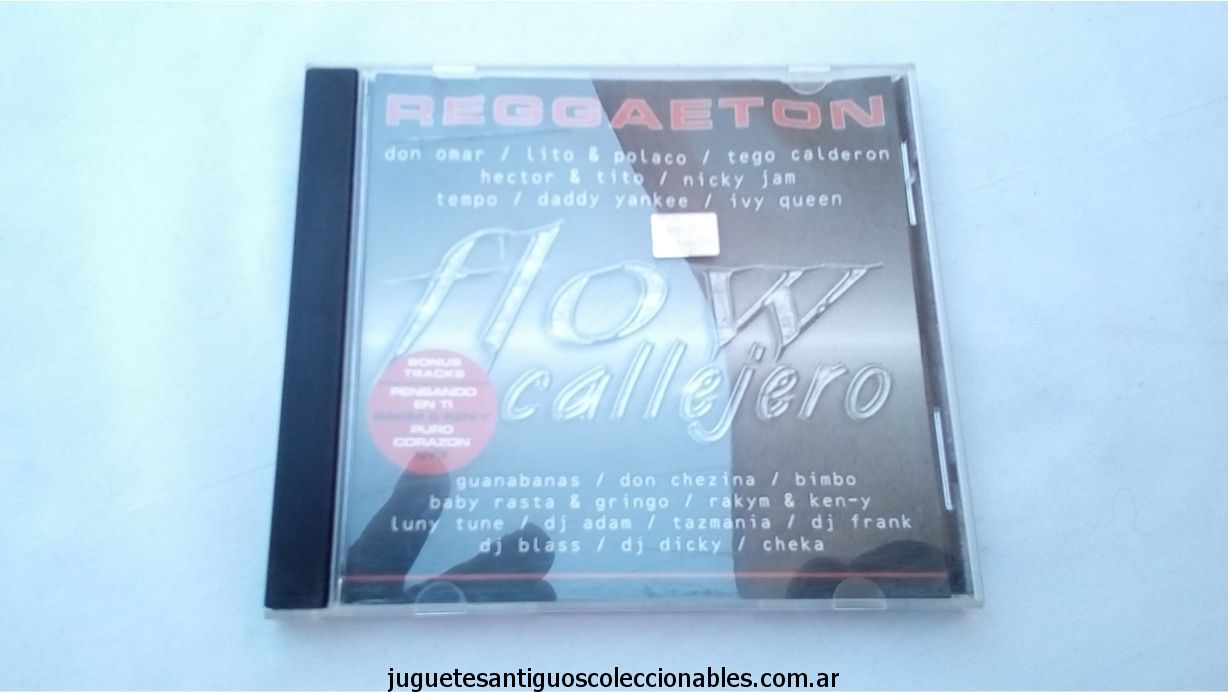 REGGAETON
don omar / lito & polaco / tego calderon
hector & tito / nicky jam
tempo / daddy yankee / ivy queen
flow
callejero
BONUS
TRACKS
PENSANDO
EN TI
RAKIM & KEN-Y
PURO
CORAZON
guanabanas / don chezina / bimbo
baby rasta & gringo / rakym & ken-y
luny tune / dj adam / tazmania / dj frank
dj blass / dj dicky / cheka
juguetesantiguoscoleccionables.com.ar